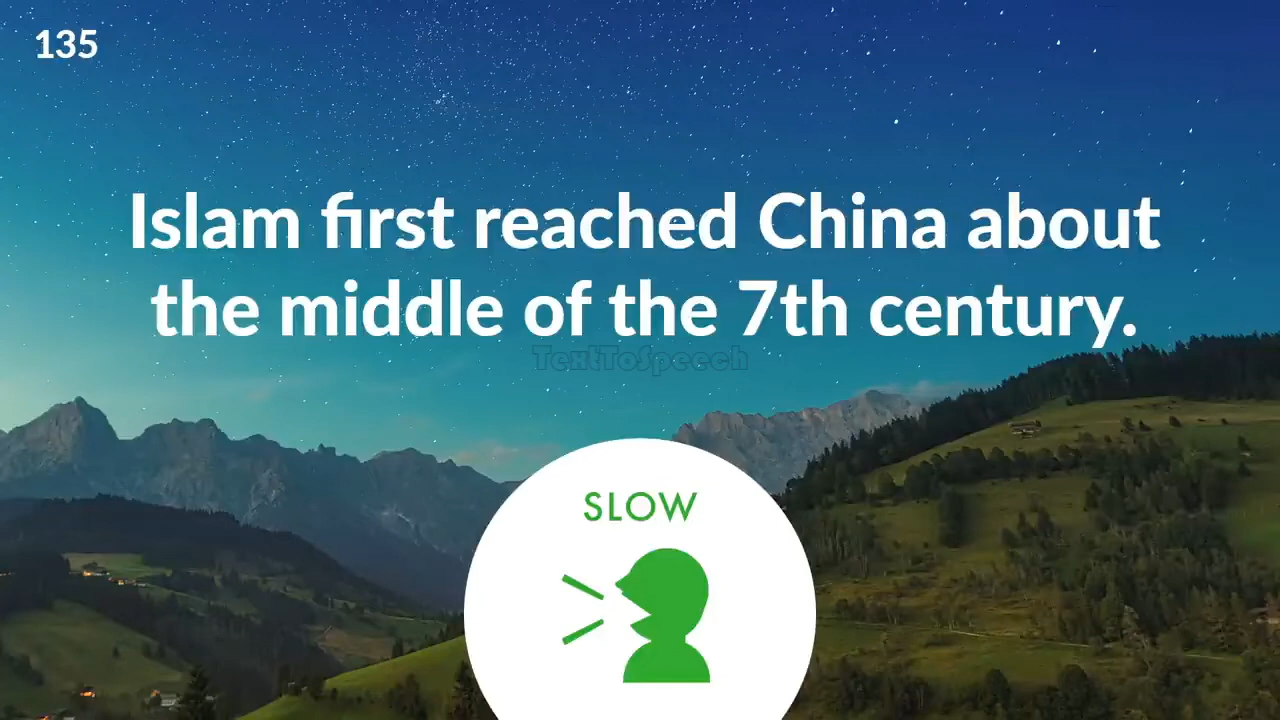 135
Islam first reached China about
the middle of the 7th century.
TextToSpeech
SLOW